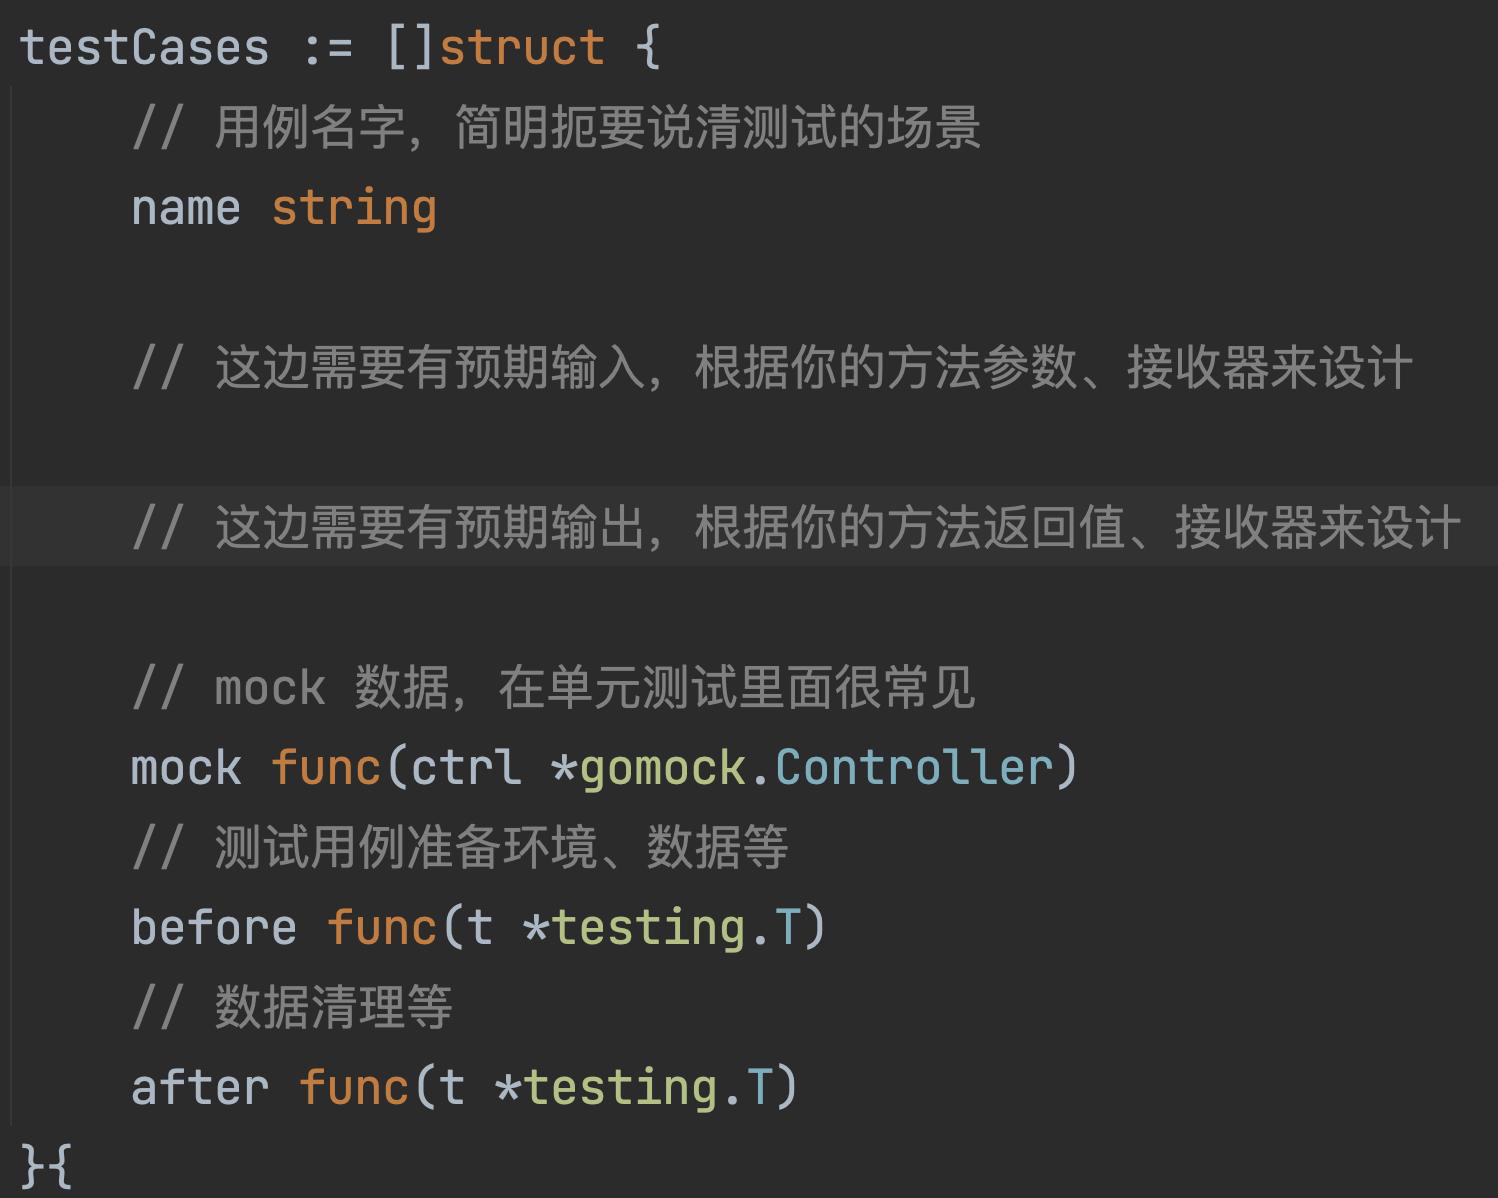 testCases := []struct {
// 用例名字，简明扼要说清测试的场景
name string
// 这边需要有预期输入，根据你的方法参数、接收器来设计
// 这边需要有预期输出，根据你的方法返回值、接收器来设计
// mock 数据，在单元测试里面很常见
mock func(ctrl *gomock.Controller)
// 测试用例准备环境、数据等
before func(t *testing.T)
// 数据清理等
after func(t *testing.T)
}{